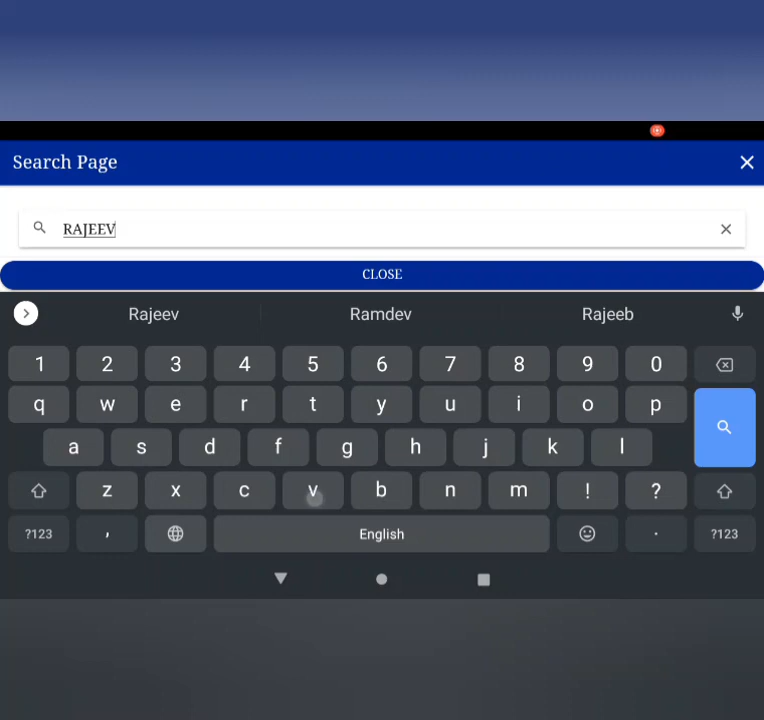 Search Page
RAJEEV
CLOSE
Rajeev Ramdev Rajeeb
1 2 3 4 5 6 7 8 9 0
q w e r t y u i o p
a s d f g h j k l
z x c v b n m ! ?
?123 , English . ?123